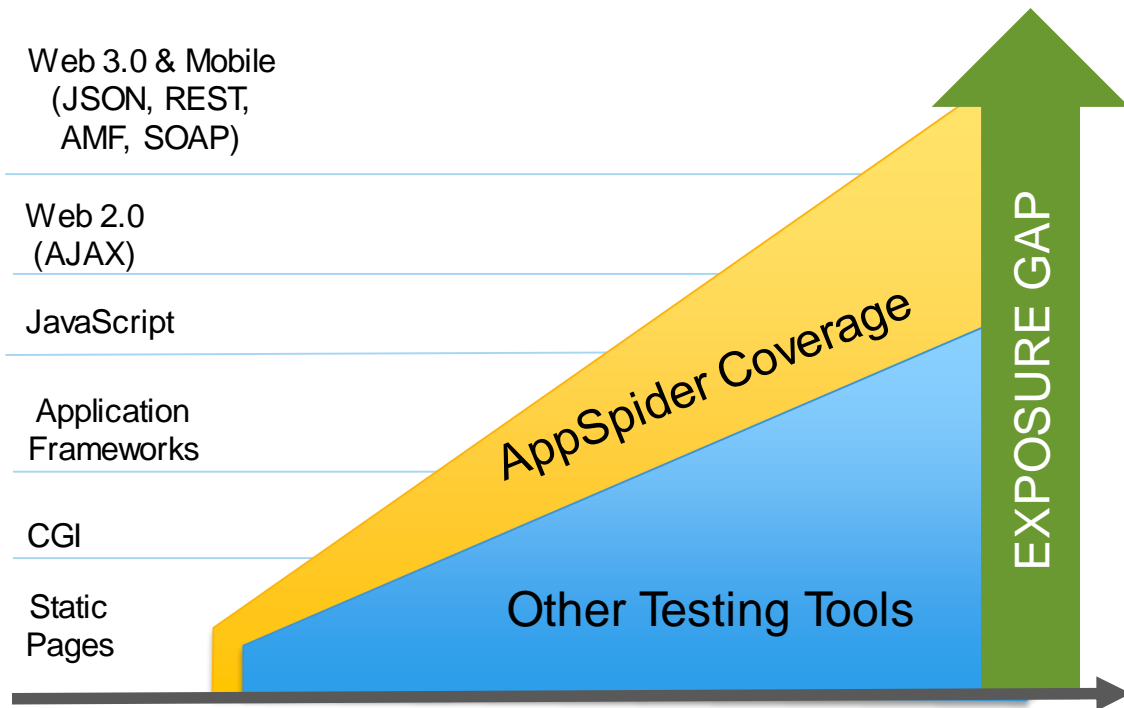 Web 3.0 & Mobile
(JSON, REST,
AMF, SOAP)
Web 2.0
(AJAX)
JavaScript
Application
Frameworks
CGI
Static
Pages
AppSpider Coverage
Other Testing Tools
EXPOSURE GAP